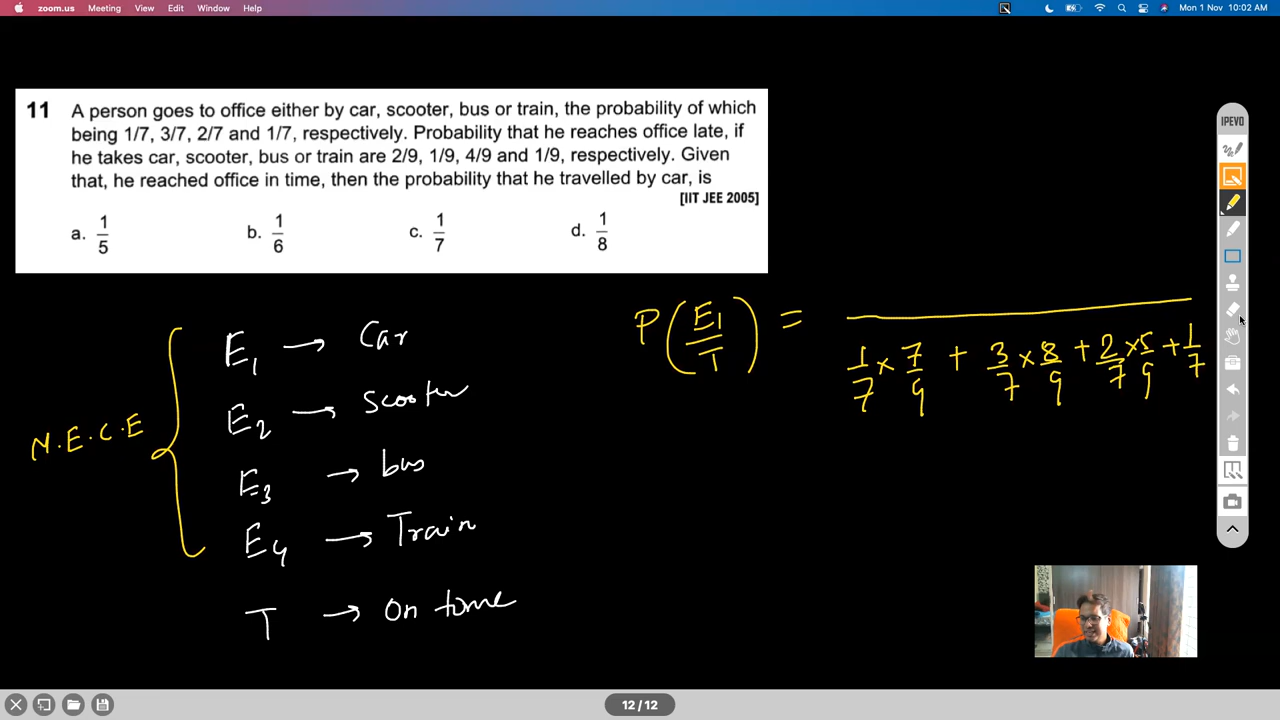 zoom.us Meeting View Edit Window Help Mon 1 Nov 10:02 AM
11 A person goes to office either by car, scooter, bus or train, the probability of which
being 1/7, 3/7, 2/7 and 1/7, respectively. Probability that he reaches office late, if
he takes car, scooter, bus or train are 2/9, 1/9, 4/9 and 1/9, respectively. Given
that, he reached office in time, then the probability that he travelled by car, is
[IIT JEE 2005]
a. 1/5 b. 1/6 c. 1/7 d. 1/8
IPEVO
P(E1/T) =
1/7 × 7/9 + 3/7 × 8/9 + 2/7 × 5/9 + 1/7
M.E.C.E
E1 → Car
E2 → Scooter
E3 → bus
E4 → Train
T → On time
12 / 12